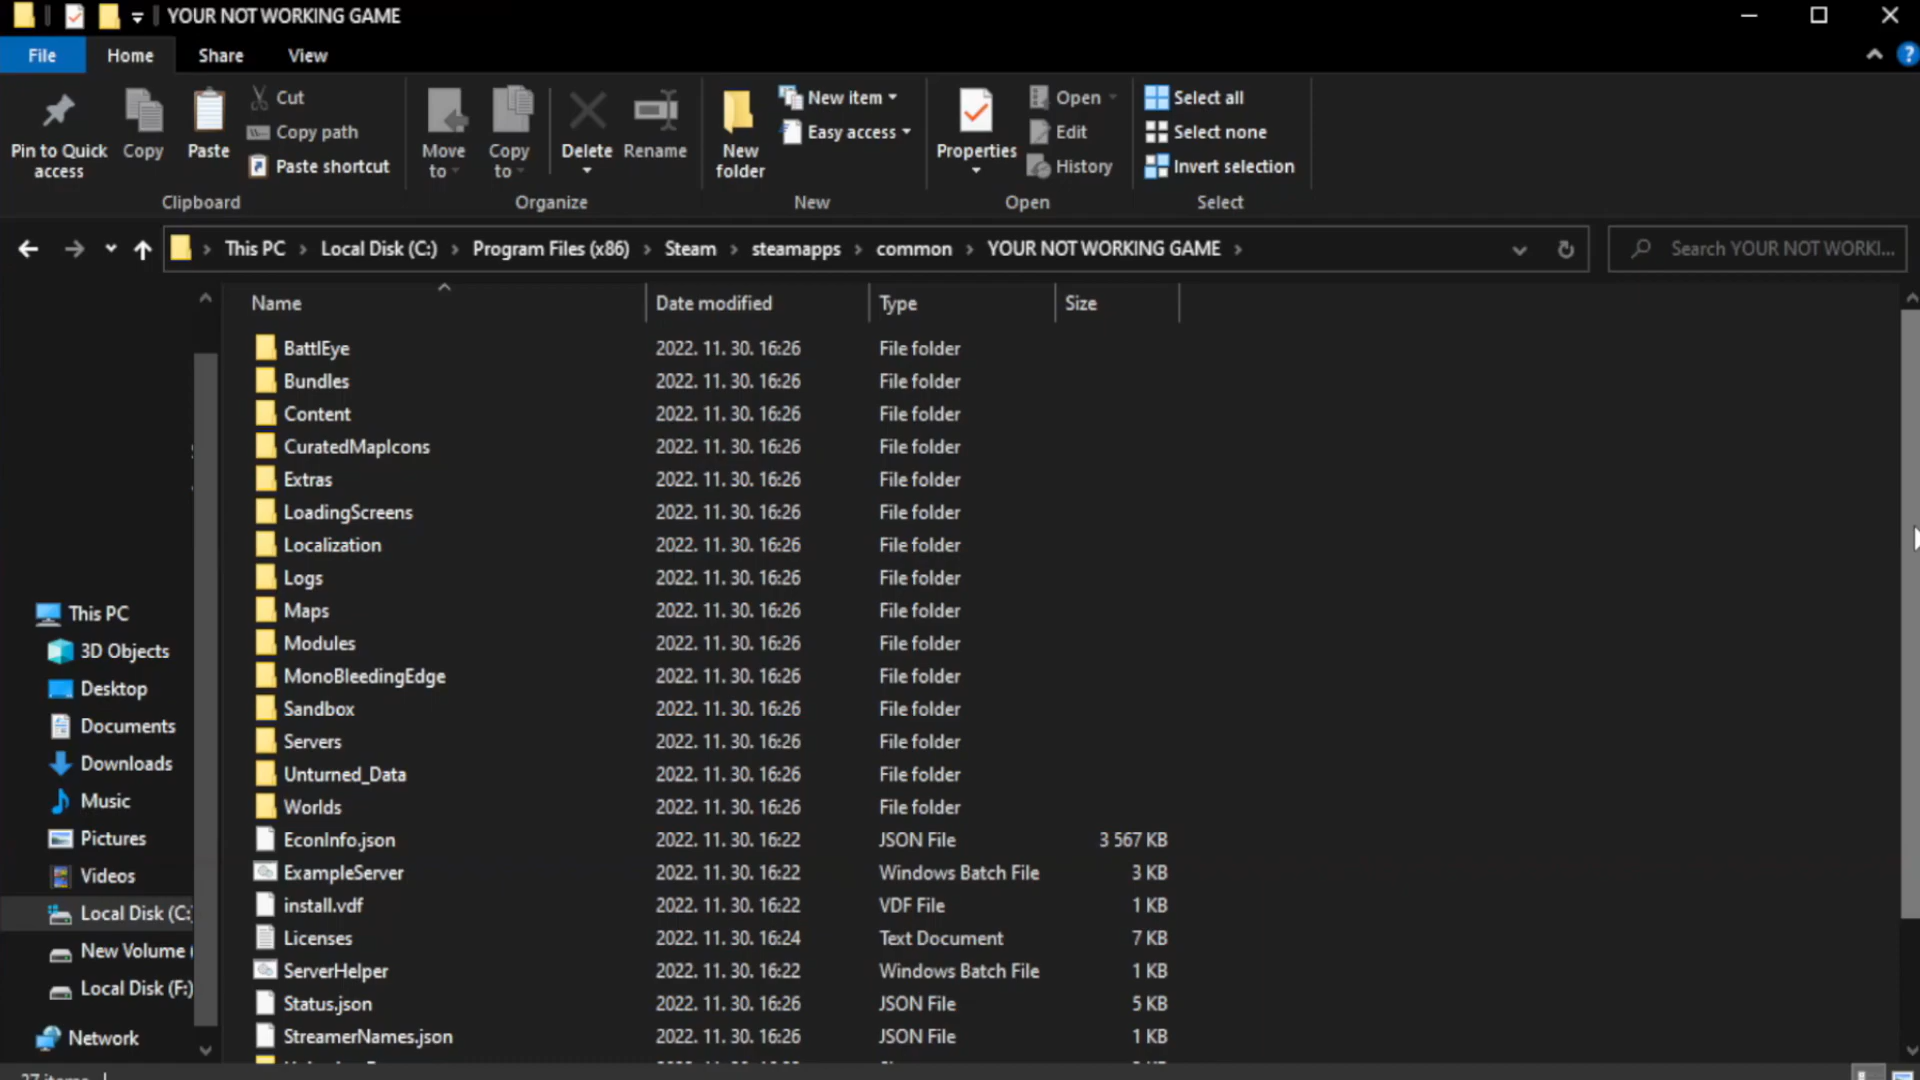 YOUR NOT WORKING GAME
File Home Share View
Pin to Quick access
Copy
Paste
Cut
Copy path
Paste shortcut
Clipboard
Move to
Copy to
Delete
Rename
Organize
New folder
New item
Easy access
New
Properties
Open
Edit
History
Open
Select all
Select none
Invert selection
Select
This PC Local Disk (C:) Program Files (x86) Steam steamapps common YOUR NOT WORKING GAME
Search YOUR NOT WORKI...
This PC
3D Objects
Desktop
Documents
Downloads
Music
Pictures
Videos
Local Disk (C:
New Volume (
Local Disk (F:)
Network
Name Date modified Type Size
BattlEye 2022. 11. 30. 16:26 File folder
Bundles 2022. 11. 30. 16:26 File folder
Content 2022. 11. 30. 16:26 File folder
CuratedMapIcons 2022. 11. 30. 16:26 File folder
Extras 2022. 11. 30. 16:26 File folder
LoadingScreens 2022. 11. 30. 16:26 File folder
Localization 2022. 11. 30. 16:26 File folder
Logs 2022. 11. 30. 16:26 File folder
Maps 2022. 11. 30. 16:26 File folder
Modules 2022. 11. 30. 16:26 File folder
MonoBleedingEdge 2022. 11. 30. 16:26 File folder
Sandbox 2022. 11. 30. 16:26 File folder
Servers 2022. 11. 30. 16:26 File folder
Unturned_Data 2022. 11. 30. 16:26 File folder
Worlds 2022. 11. 30. 16:26 File folder
EconInfo.json 2022. 11. 30. 16:22 JSON File 3 567 KB
ExampleServer 2022. 11. 30. 16:22 Windows Batch File 3 KB
install.vdf 2022. 11. 30. 16:22 VDF File 1 KB
Licenses 2022. 11. 30. 16:24 Text Document 7 KB
ServerHelper 2022. 11. 30. 16:22 Windows Batch File 1 KB
Status.json 2022. 11. 30. 16:26 JSON File 5 KB
StreamerNames.json 2022. 11. 30. 16:26 JSON File 1 KB